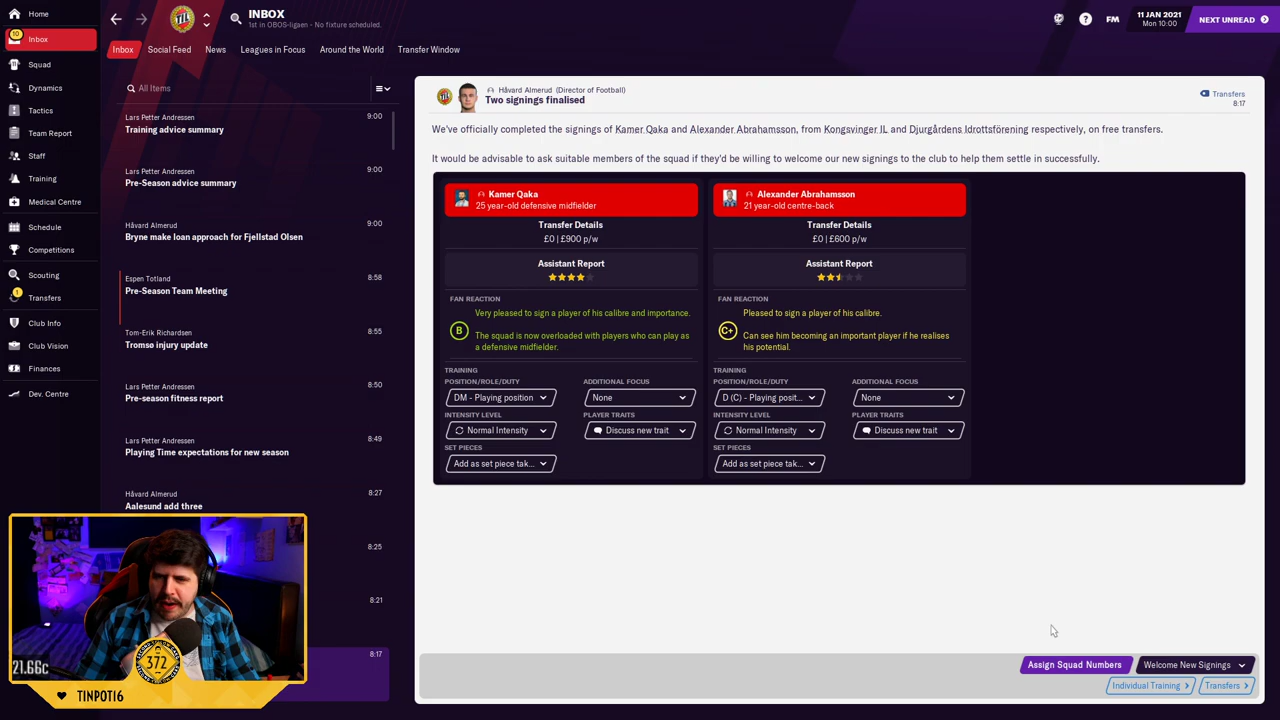 Home
10
Inbox
Squad
Dynamics
Tactics
Team Report
Staff
Training
Medical Centre
Schedule
Competitions
Scouting
1
Transfers
Club Info
Club Vision
Finances
Dev. Centre
TIL
INBOX
1st in OBOS-ligaen - No fixture scheduled.
?
FM
11 JAN 2021
Mon 10:00
NEXT UNREAD
Inbox
Social Feed
News
Leagues in Focus
Around the World
Transfer Window
All Items
Lars Petter Andressen
9:00
Training advice summary
Lars Petter Andressen
9:00
Pre-Season advice summary
Håvard Almerud
9:00
Bryne make loan approach for Fjellstad Olsen
Espen Totland
8:58
Pre-Season Team Meeting
Tom-Erik Richardsen
8:55
Tromsø injury update
Lars Petter Andressen
8:50
Pre-season fitness report
Lars Petter Andressen
8:49
Playing Time expectations for new season
Håvard Almerud
8:27
Aalesund add three
8:25
8:21
8:17
Håvard Almerud (Director of Football)
Two signings finalised
Transfers
8:17
We've officially completed the signings of Kamer Qaka and Alexander Abrahamsson, from Kongsvinger IL and Djurgårdens Idrottsförening respectively, on free transfers.
It would be advisable to ask suitable members of the squad if they'd be willing to welcome our new signings to the club to help them settle in successfully.
Kamer Qaka
25 year-old defensive midfielder
Transfer Details
£0 | £900 p/w
Assistant Report
FAN REACTION
B
Very pleased to sign a player of his calibre and importance.
The squad is now overloaded with players who can play as
a defensive midfielder.
TRAINING
POSITION/ROLE/DUTY
ADDITIONAL FOCUS
DM - Playing position
None
INTENSITY LEVEL
PLAYER TRAITS
Normal Intensity
Discuss new trait
SET PIECES
Add as set piece tak...
Alexander Abrahamsson
21 year-old centre-back
Transfer Details
£0 | £600 p/w
Assistant Report
FAN REACTION
C+
Pleased to sign a player of his calibre.
Can see him becoming an important player if he realises
his potential.
TRAINING
POSITION/ROLE/DUTY
ADDITIONAL FOCUS
D (C) - Playing posit...
None
INTENSITY LEVEL
PLAYER TRAITS
Normal Intensity
Discuss new trait
SET PIECES
Add as set piece tak...
Assign Squad Numbers
Welcome New Signings
Individual Training
Transfers
21.66c
372
TINPOTI6